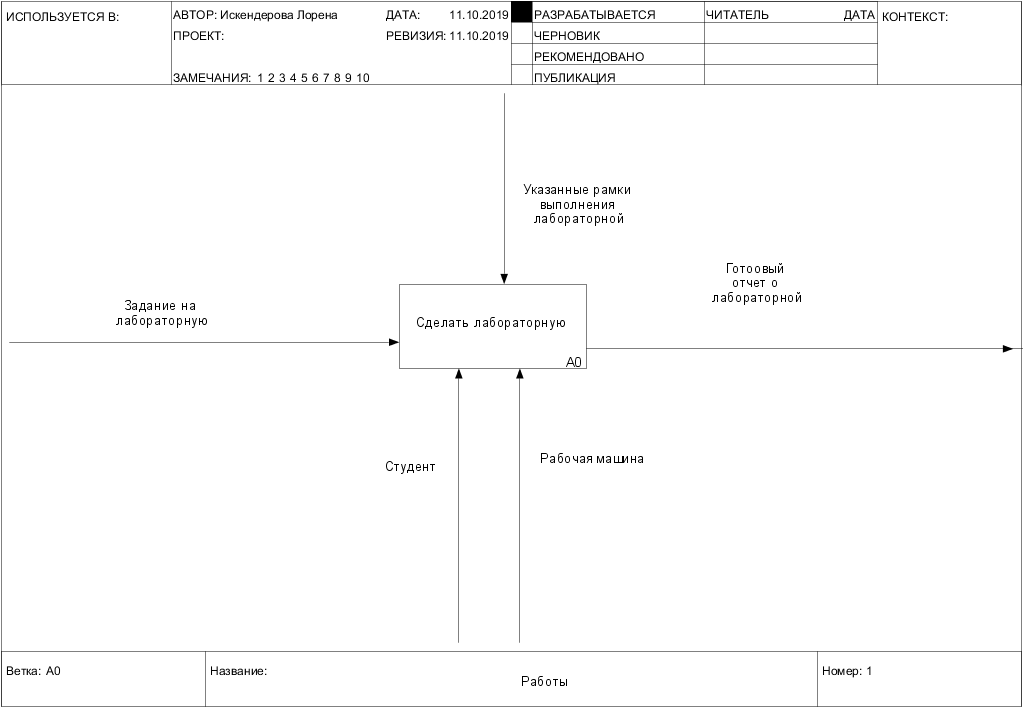 ИСПОЛЬЗУЕТСЯ В:
АВТОР: Искендерова Лорена
ДАТА: 11.10.2019
ПРОЕКТ:
РЕВИЗИЯ: 11.10.2019
ЗАМЕЧАНИЯ: 1 2 3 4 5 6 7 8 9 10
РАЗРАБАТЫВАЕТСЯ
ЧЕРНОВИК
РЕКОМЕНДОВАНО
ПУБЛИКАЦИЯ
ЧИТАТЕЛЬ
ДАТА
КОНТЕКСТ:
Указанные рамки
выполнения
лабораторной
Готоовый
отчет о
лабораторной
Задание на
лабораторную
Сделать лабораторную
A0
Студент
Рабочая машина
Ветка: A0
Название:
Работы
Номер: 1